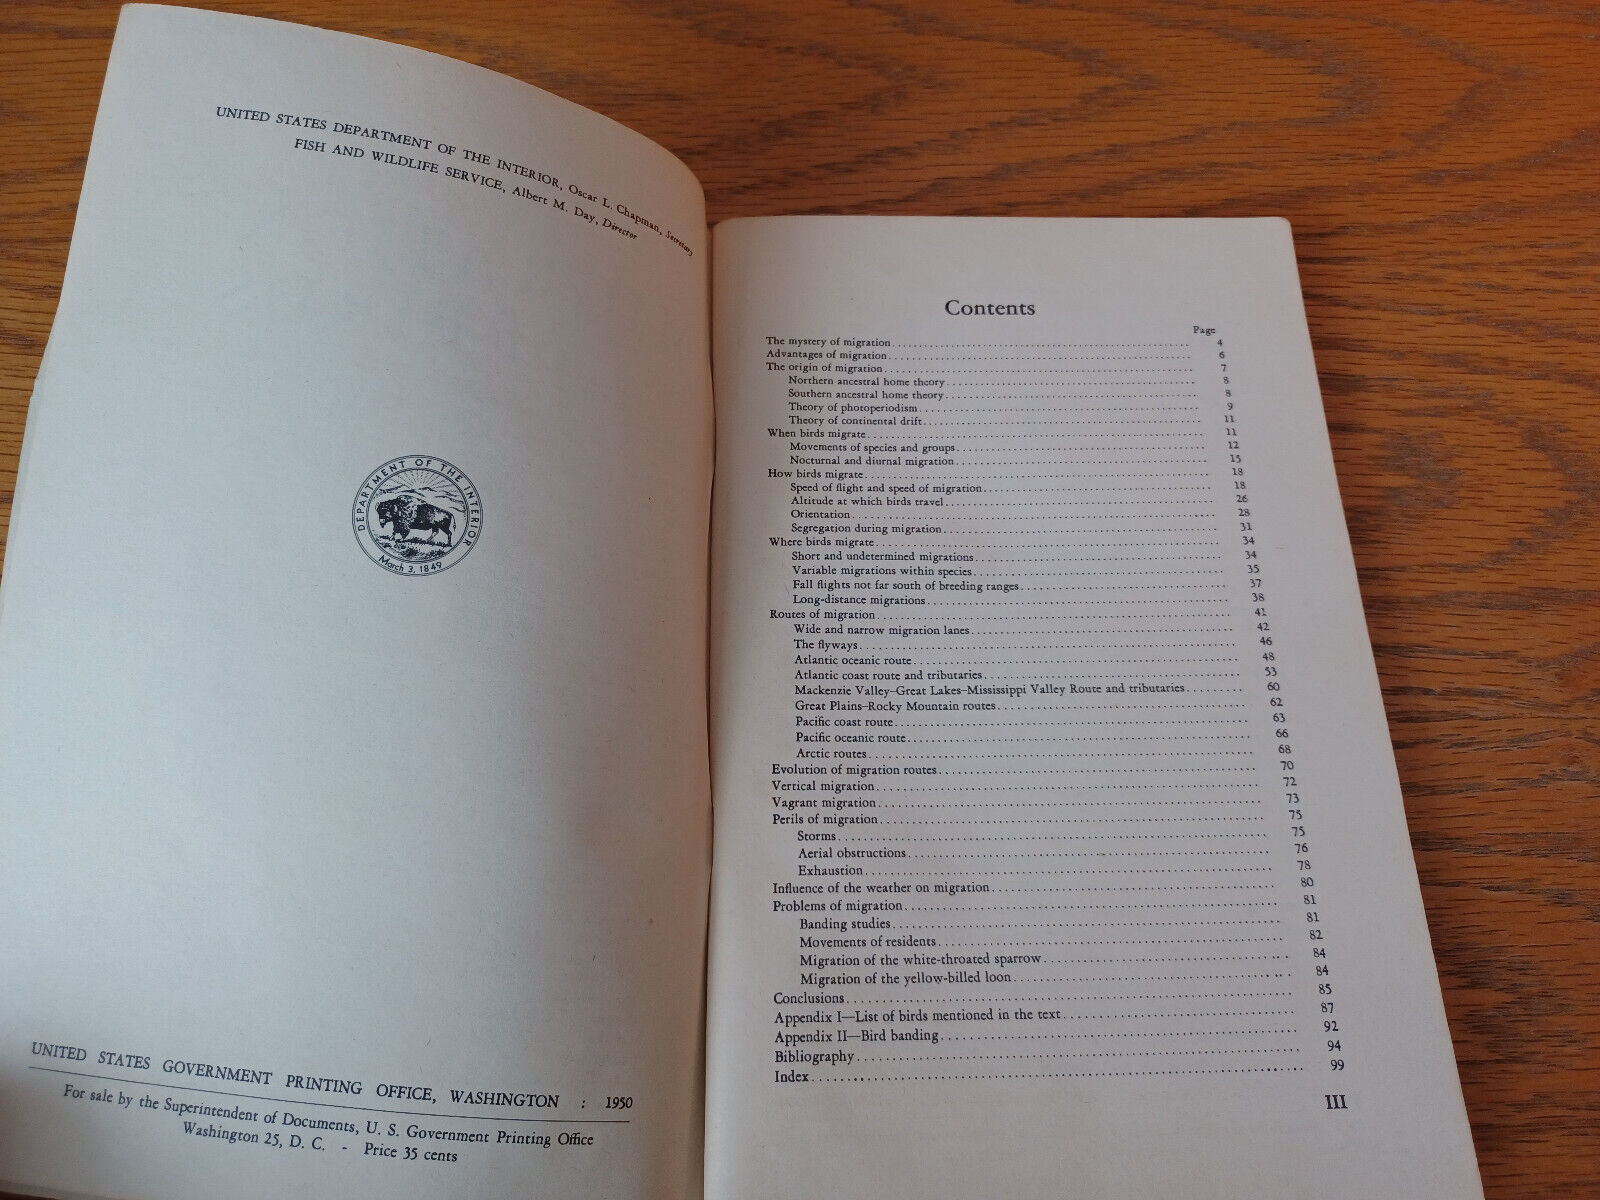 UNITED STATES DEPARTMENT OF THE INTERIOR, Oscar L. Chapman, Secretary
FISH AND WILDLIFE SERVICE, Albert M. Day, Director
DEPARTMENT OF THE INTERIOR
March 3, 1849
UNITED STATES GOVERNMENT PRINTING OFFICE, WASHINGTON : 1950
For sale by the Superintendent of Documents, U. S. Government Printing Office
Washington 25, D. C. - Price 35 cents
Contents
Page
The mystery of migration 4
Advantages of migration 6
The origin of migration 7
Northern ancestral home theory 8
Southern ancestral home theory 8
Theory of photoperiodism 9
Theory of continental drift 11
When birds migrate 11
Movements of species and groups 12
Nocturnal and diurnal migration 15
How birds migrate 18
Speed of flight and speed of migration 18
Altitude at which birds travel 26
Orientation 28
Segregation during migration 31
Where birds migrate 34
Short and undetermined migrations 34
Variable migrations within species 35
Fall flights not far south of breeding ranges 37
Long-distance migrations 38
Routes of migration 41
Wide and narrow migration lanes 42
The flyways 46
Atlantic oceanic route 48
Atlantic coast route and tributaries 53
Mackenzie Valley–Great Lakes–Mississippi Valley Route and tributaries 60
Great Plains–Rocky Mountain routes 62
Pacific coast route 63
Pacific oceanic route 66
Arctic routes 68
Evolution of migration routes 70
Vertical migration 72
Vagrant migration 73
Perils of migration 75
Storms 75
Aerial obstructions 76
Exhaustion 78
Influence of the weather on migration 80
Problems of migration 81
Banding studies 81
Movements of residents 82
Migration of the white-throated sparrow 84
Migration of the yellow-billed loon 84
Conclusions 85
Appendix I—List of birds mentioned in the text 87
Appendix II—Bird banding 92
Bibliography 94
Index 99
III